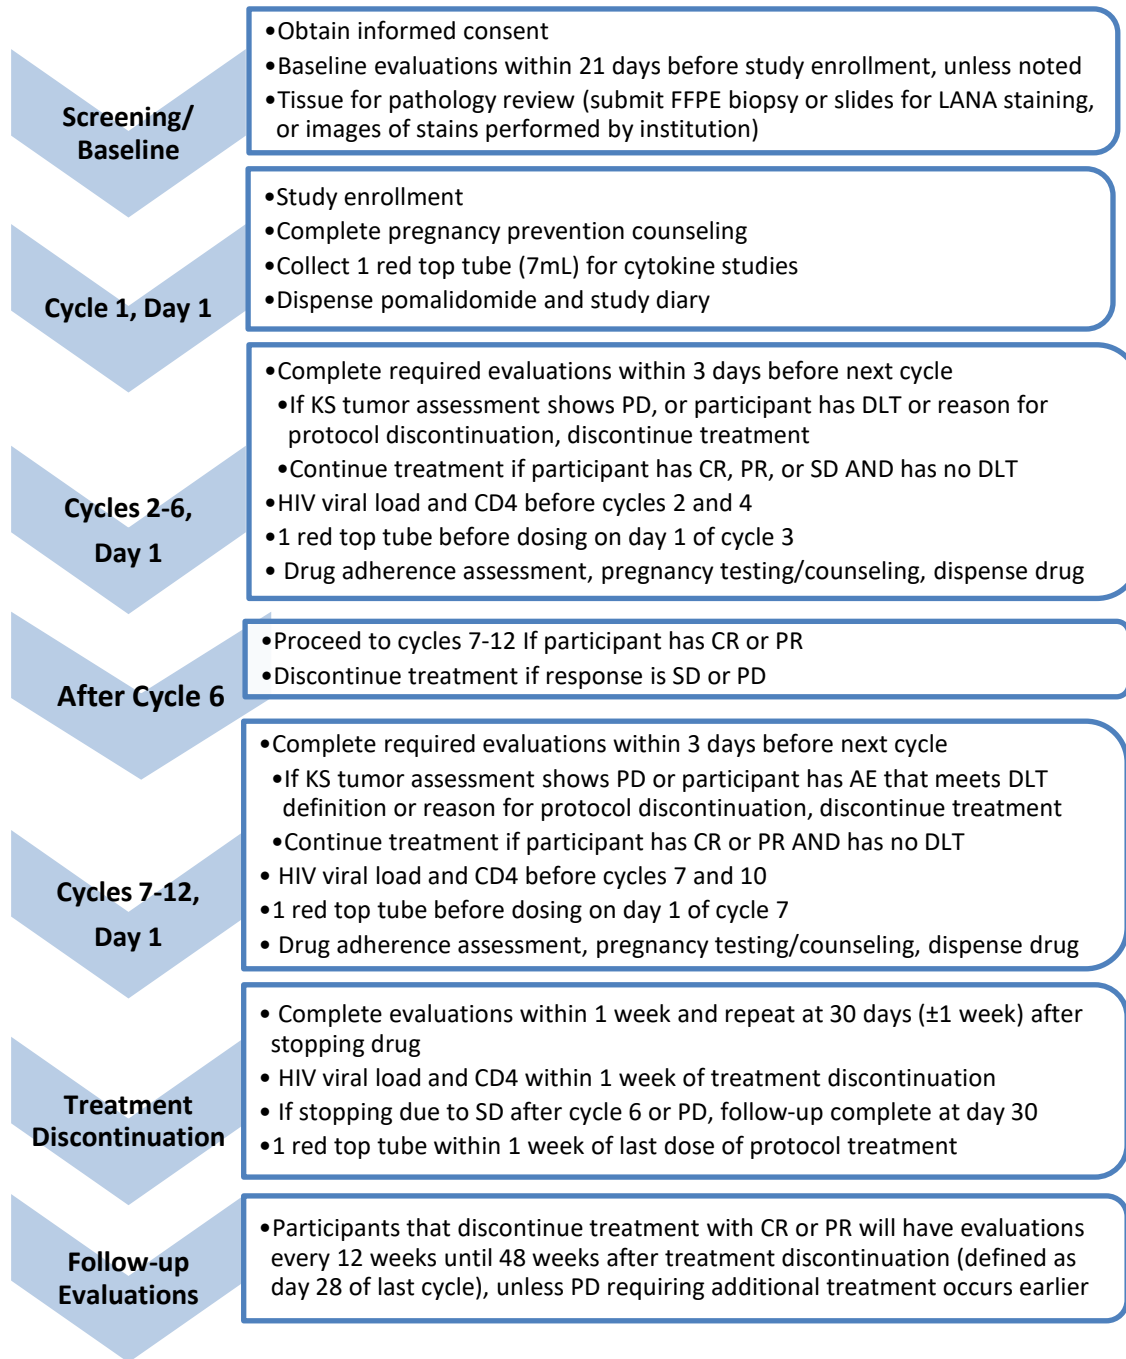 Screening/
Baseline
•Obtain informed consent
•Baseline evaluations within 21 days before study enrollment, unless noted
•Tissue for pathology review (submit FFPE biopsy or slides for LANA staining,
or images of stains performed by institution)
Cycle 1, Day 1
•Study enrollment
•Complete pregnancy prevention counseling
•Collect 1 red top tube (7mL) for cytokine studies
•Dispense pomalidomide and study diary
Cycles 2-6,
Day 1
•Complete required evaluations within 3 days before next cycle
•If KS tumor assessment shows PD, or participant has DLT or reason for
protocol discontinuation, discontinue treatment
•Continue treatment if participant has CR, PR, or SD AND has no DLT
•HIV viral load and CD4 before cycles 2 and 4
•1 red top tube before dosing on day 1 of cycle 3
• Drug adherence assessment, pregnancy testing/counseling, dispense drug
After Cycle 6
•Proceed to cycles 7-12 If participant has CR or PR
•Discontinue treatment if response is SD or PD
Cycles 7-12,
Day 1
•Complete required evaluations within 3 days before next cycle
•If KS tumor assessment shows PD or participant has AE that meets DLT
definition or reason for protocol discontinuation, discontinue treatment
•Continue treatment if participant has CR or PR AND has no DLT
• HIV viral load and CD4 before cycles 7 and 10
•1 red top tube before dosing on day 1 of cycle 7
• Drug adherence assessment, pregnancy testing/counseling, dispense drug
Treatment
Discontinuation
• Complete evaluations within 1 week and repeat at 30 days (±1 week) after
stopping drug
• HIV viral load and CD4 within 1 week of treatment discontinuation
• If stopping due to SD after cycle 6 or PD, follow-up complete at day 30
•1 red top tube within 1 week of last dose of protocol treatment
Follow-up
Evaluations
•Participants that discontinue treatment with CR or PR will have evaluations
every 12 weeks until 48 weeks after treatment discontinuation (defined as
day 28 of last cycle), unless PD requiring additional treatment occurs earlier